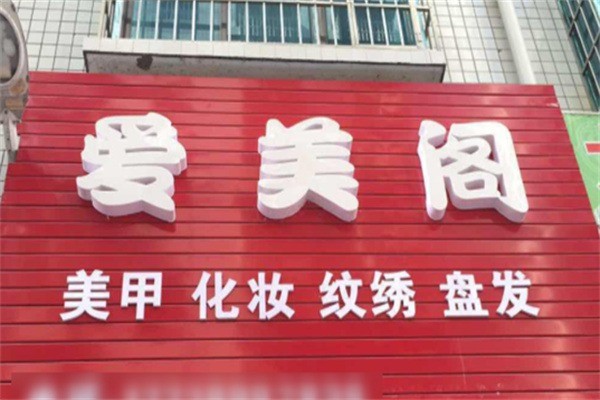 爱美阁
美甲 化妆 纹绣 盘发